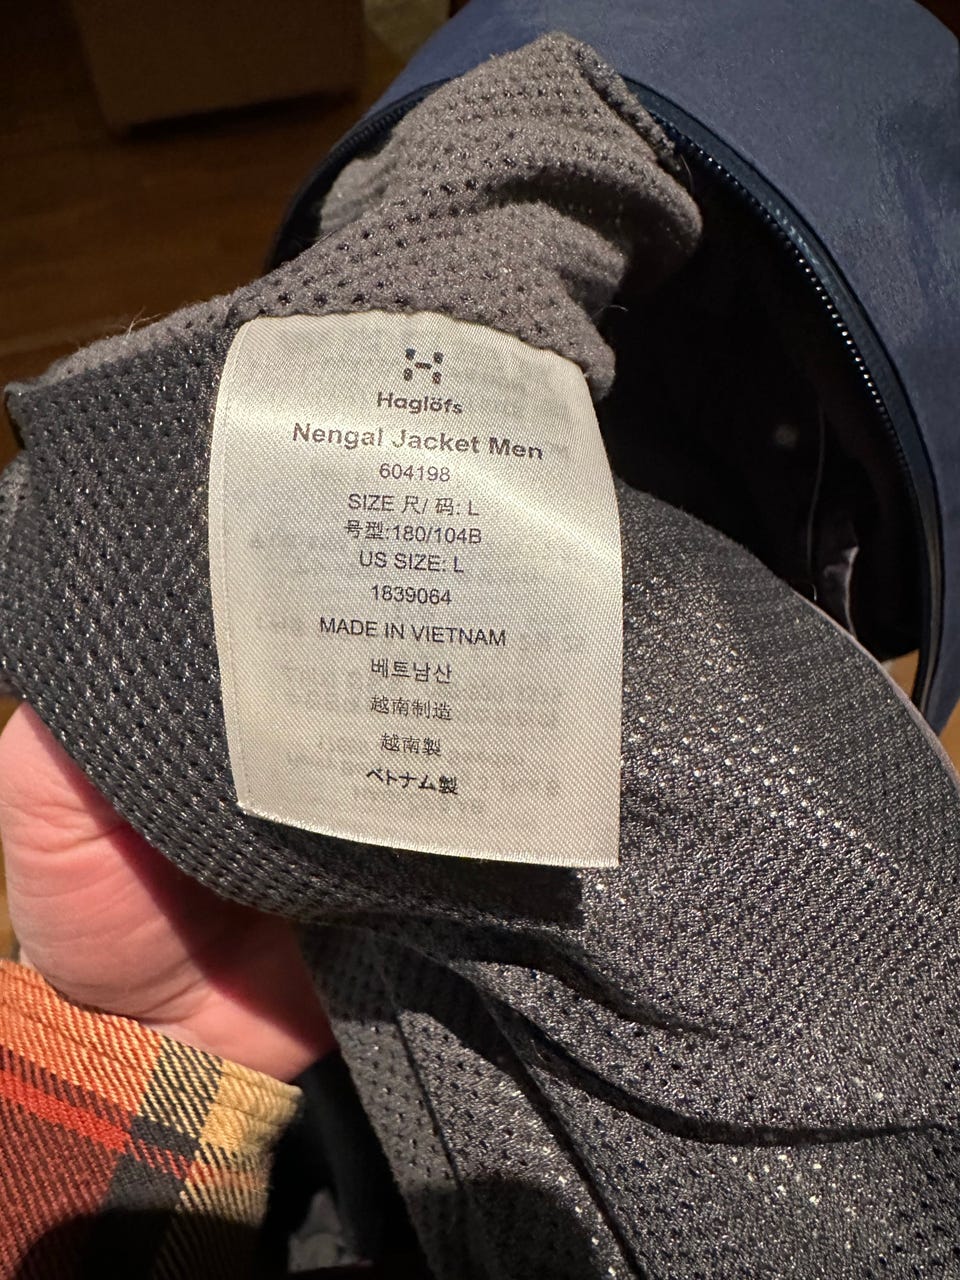 Haglöfs
Nengal Jacket Men
604198
SIZE 尺/ 码: L
号型:180/104B
US SIZE: L
1839064
MADE IN VIETNAM
베트남산
越南制造
越南製
ベトナム製